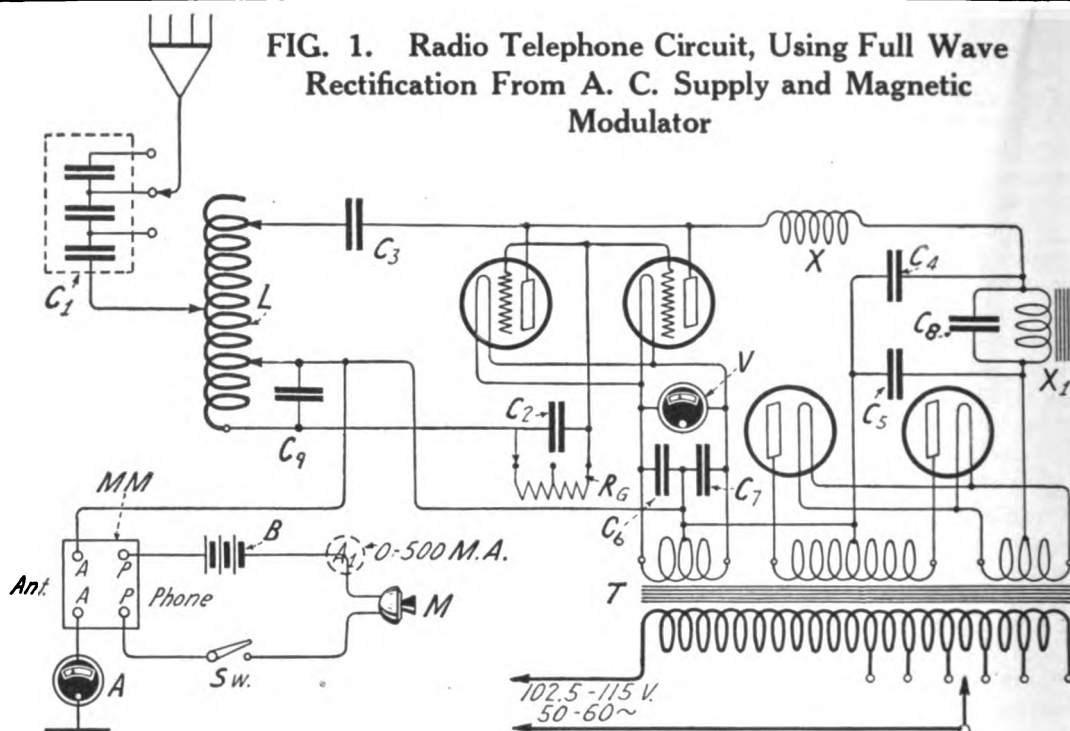 FIG. 1. Radio Telephone Circuit, Using Full Wave
Rectification From A. C. Supply and Magnetic
Modulator
C1
L
C3
X
C4
C8
X1
C5
V
C2
C9
RG
C6
C7
MM
B
A1
0-500 M.A.
Ant.
A
P
A
P
Phone
M
T
A
Sw.
102.5-115 V.
50-60~